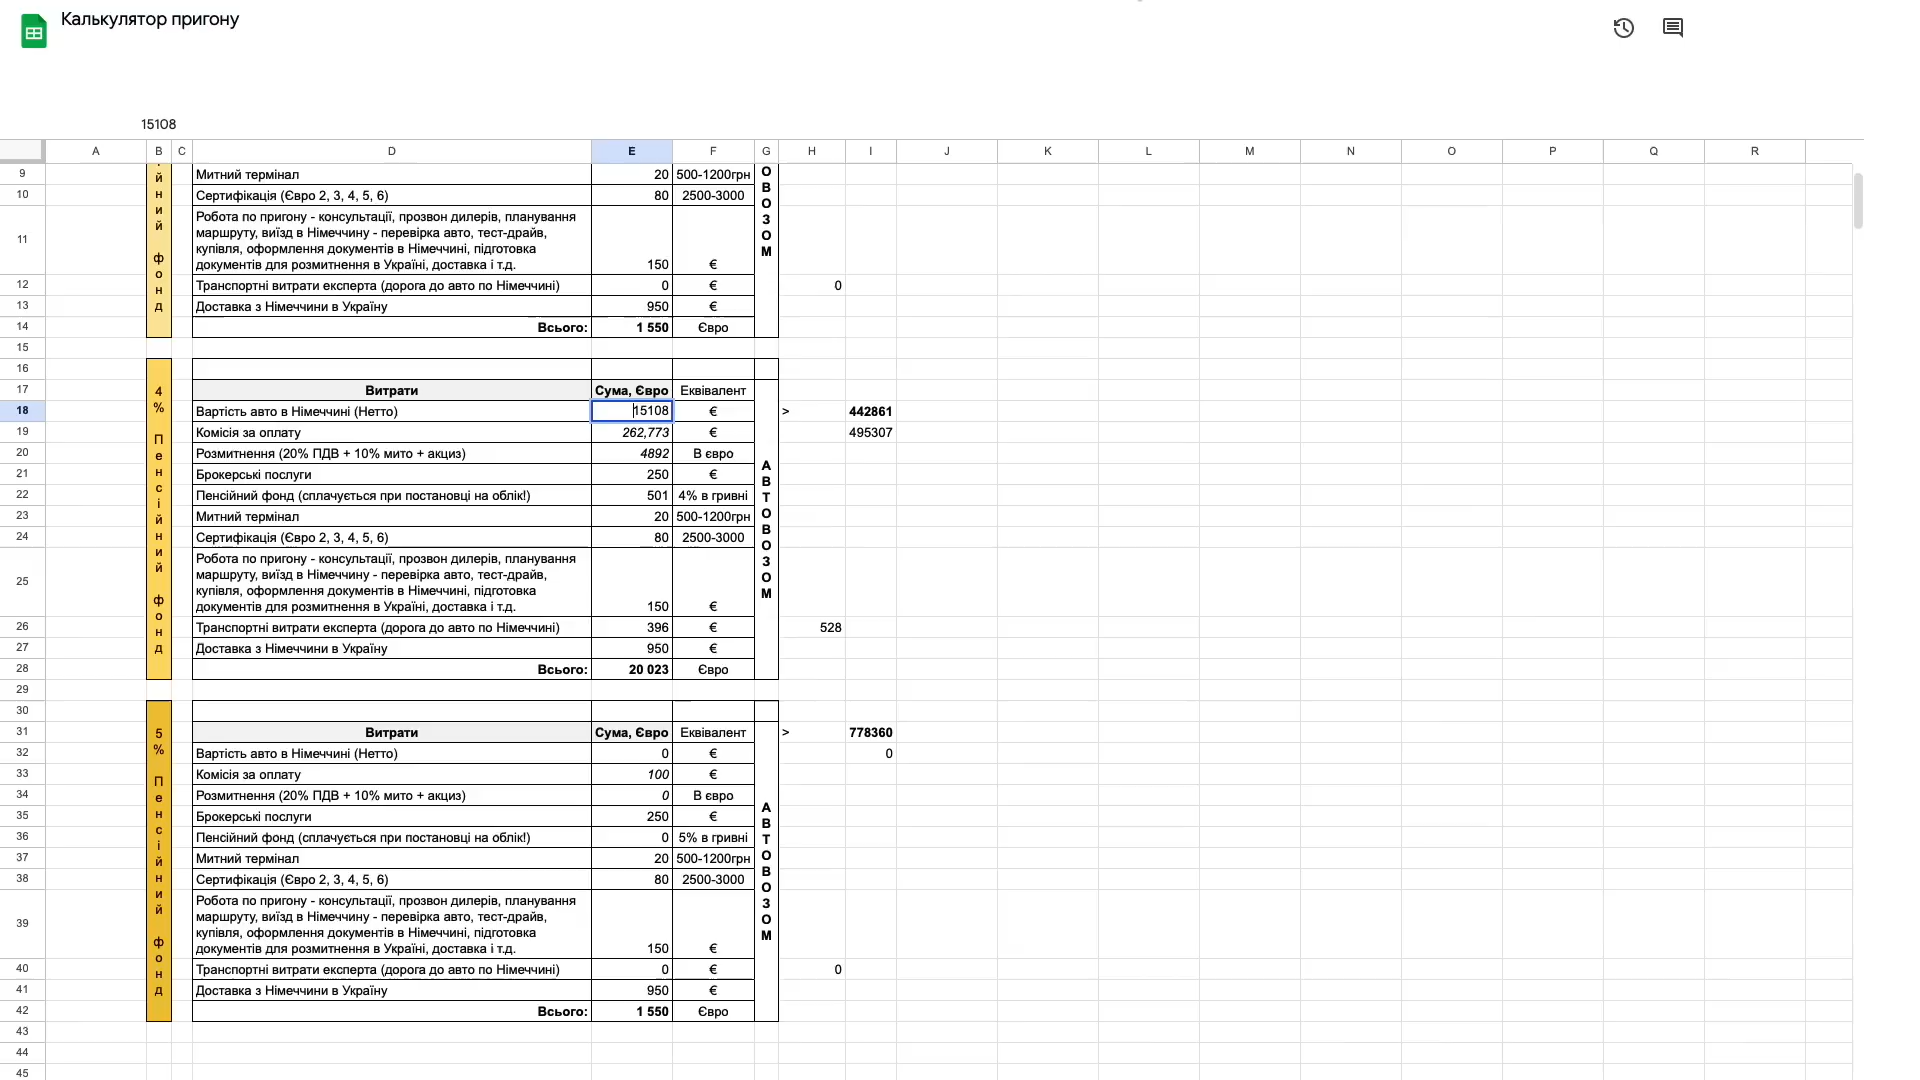 Калькулятор пригону
15108
A B C D E F G H I J K L M N O P Q R
9 Митний термінал 20 500-1200грн
10 Сертифікація (Євро 2, 3, 4, 5, 6) 80 2500-3000
Робота по пригону - консультації, прозвон дилерів, планування
маршруту, виїзд в Німеччину - перевірка авто, тест-драйв,
купівля, оформлення документів в Німеччині, підготовка
11 документів для розмитнення в Україні, доставка і т.д. 150 €
12 Транспортні витрати експерта (дорога до авто по Німеччині) 0 € 0
13 Доставка з Німеччини в Україну 950 €
14 Всього: 1 550 Євро
йний фонд
ОВОЗОМ
15
16
17 Витрати Сума, Євро Еквівалент
18 Вартість авто в Німеччині (Нетто) 15108 € > 442861
19 Комісія за оплату 262,773 € 495307
20 Розмитнення (20% ПДВ + 10% мито + акциз) 4892 В євро
21 Брокерські послуги 250 €
22 Пенсійний фонд (сплачується при постановці на облік!) 501 4% в гривні
23 Митний термінал 20 500-1200грн
24 Сертифікація (Євро 2, 3, 4, 5, 6) 80 2500-3000
Робота по пригону - консультації, прозвон дилерів, планування
маршруту, виїзд в Німеччину - перевірка авто, тест-драйв,
купівля, оформлення документів в Німеччині, підготовка
25 документів для розмитнення в Україні, доставка і т.д. 150 €
26 Транспортні витрати експерта (дорога до авто по Німеччині) 396 € 528
27 Доставка з Німеччини в Україну 950 €
28 Всього: 20 023 Євро
4% Пенсійний фонд
АВТОВОЗОМ
29
30
31 Витрати Сума, Євро Еквівалент > 778360
32 Вартість авто в Німеччині (Нетто) 0 € 0
33 Комісія за оплату 100 €
34 Розмитнення (20% ПДВ + 10% мито + акциз) 0 В євро
35 Брокерські послуги 250 €
36 Пенсійний фонд (сплачується при постановці на облік!) 0 5% в гривні
37 Митний термінал 20 500-1200грн
38 Сертифікація (Євро 2, 3, 4, 5, 6) 80 2500-3000
Робота по пригону - консультації, прозвон дилерів, планування
маршруту, виїзд в Німеччину - перевірка авто, тест-драйв,
купівля, оформлення документів в Німеччині, підготовка
39 документів для розмитнення в Україні, доставка і т.д. 150 €
40 Транспортні витрати експерта (дорога до авто по Німеччині) 0 € 0
41 Доставка з Німеччини в Україну 950 €
42 Всього: 1 550 Євро
5% Пенсійний фонд
АВТОВОЗОМ
43
44
45